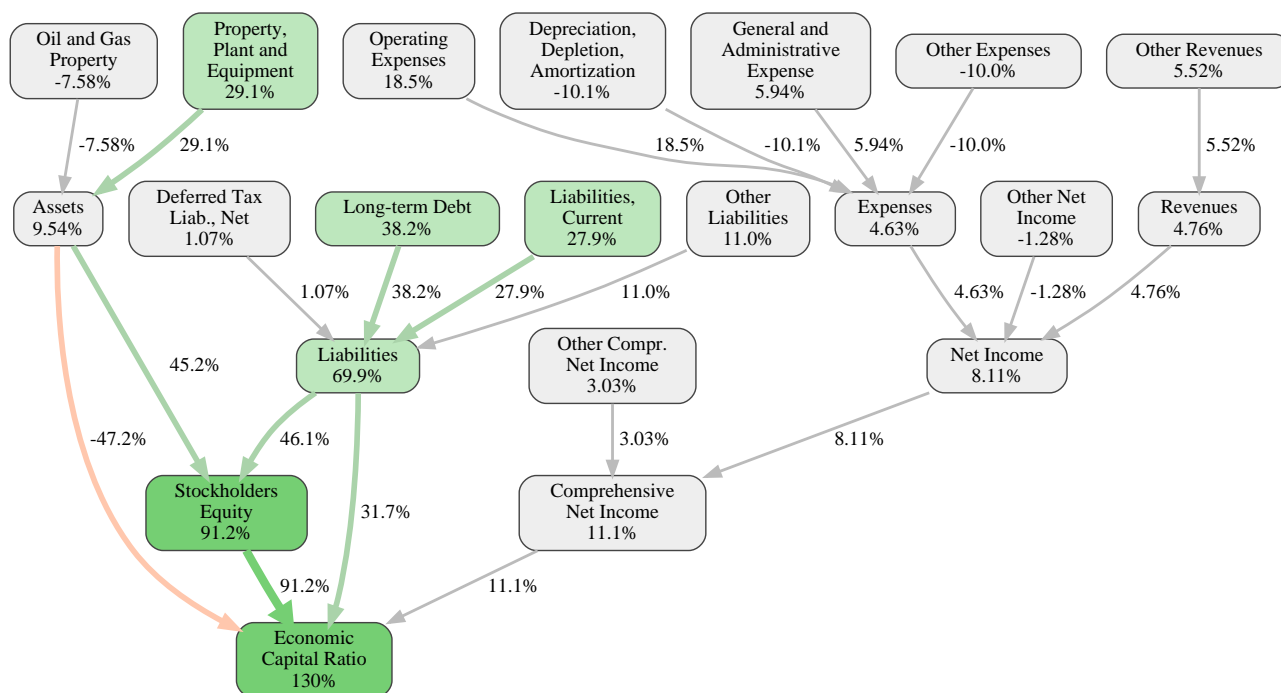 Oil and Gas
Property
-7.58%
Property,
Plant and
Equipment
29.1%
Operating
Expenses
18.5%
Depreciation,
Depletion,
Amortization
-10.1%
General and
Administrative
Expense
5.94%
Other Expenses
-10.0%
Other Revenues
5.52%
-7.58%
29.1%
18.5%
-10.1%
5.94%
-10.0%
5.52%
Assets
9.54%
Deferred Tax
Liab., Net
1.07%
Long-term Debt
38.2%
Liabilities,
Current
27.9%
Other
Liabilities
11.0%
Expenses
4.63%
Other Net
Income
-1.28%
Revenues
4.76%
1.07%
38.2%
27.9%
11.0%
4.63%
-1.28%
4.76%
45.2%
Liabilities
69.9%
Other Compr.
Net Income
3.03%
Net Income
8.11%
-47.2%
46.1%
3.03%
8.11%
Stockholders
Equity
91.2%
31.7%
Comprehensive
Net Income
11.1%
91.2%
11.1%
Economic
Capital Ratio
130%